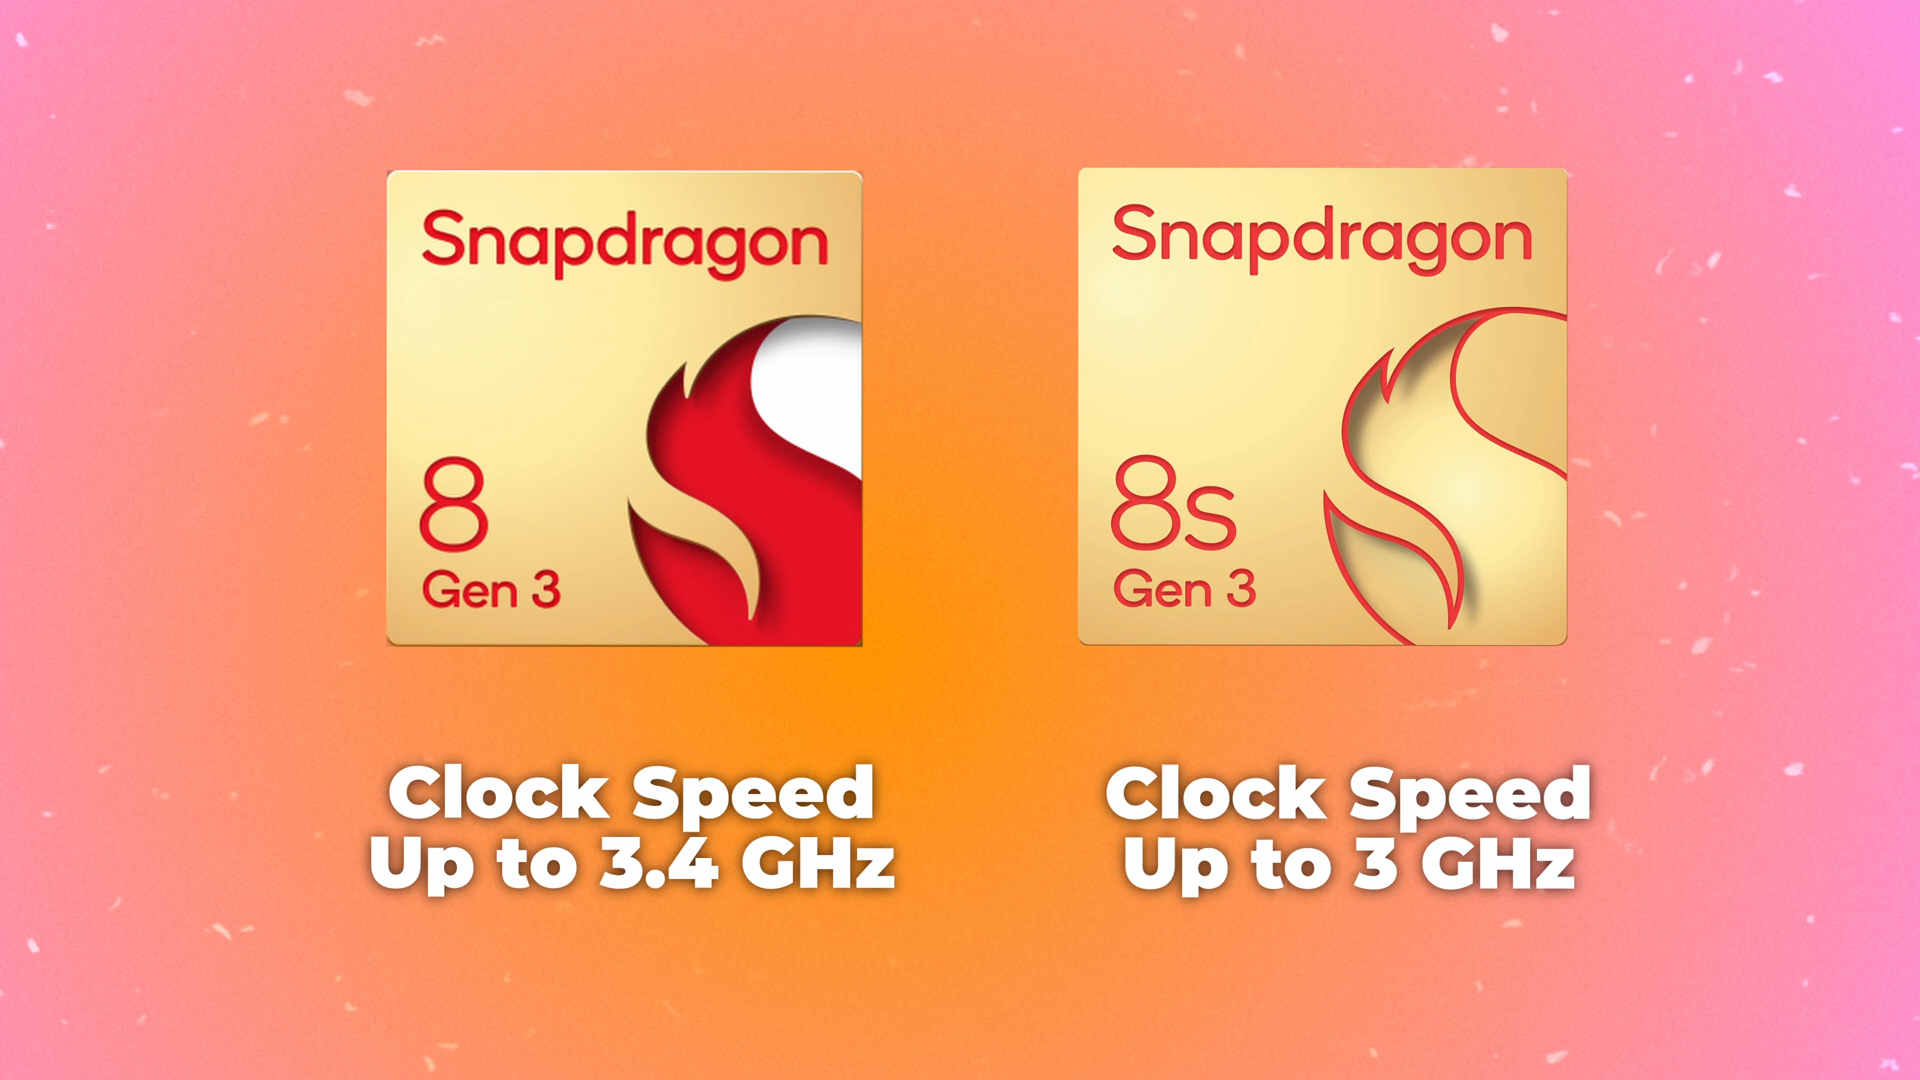 Snapdragon
8
Gen 3
Clock Speed
Up to 3.4 GHz
Snapdragon
8s
Gen 3
Clock Speed
Up to 3 GHz